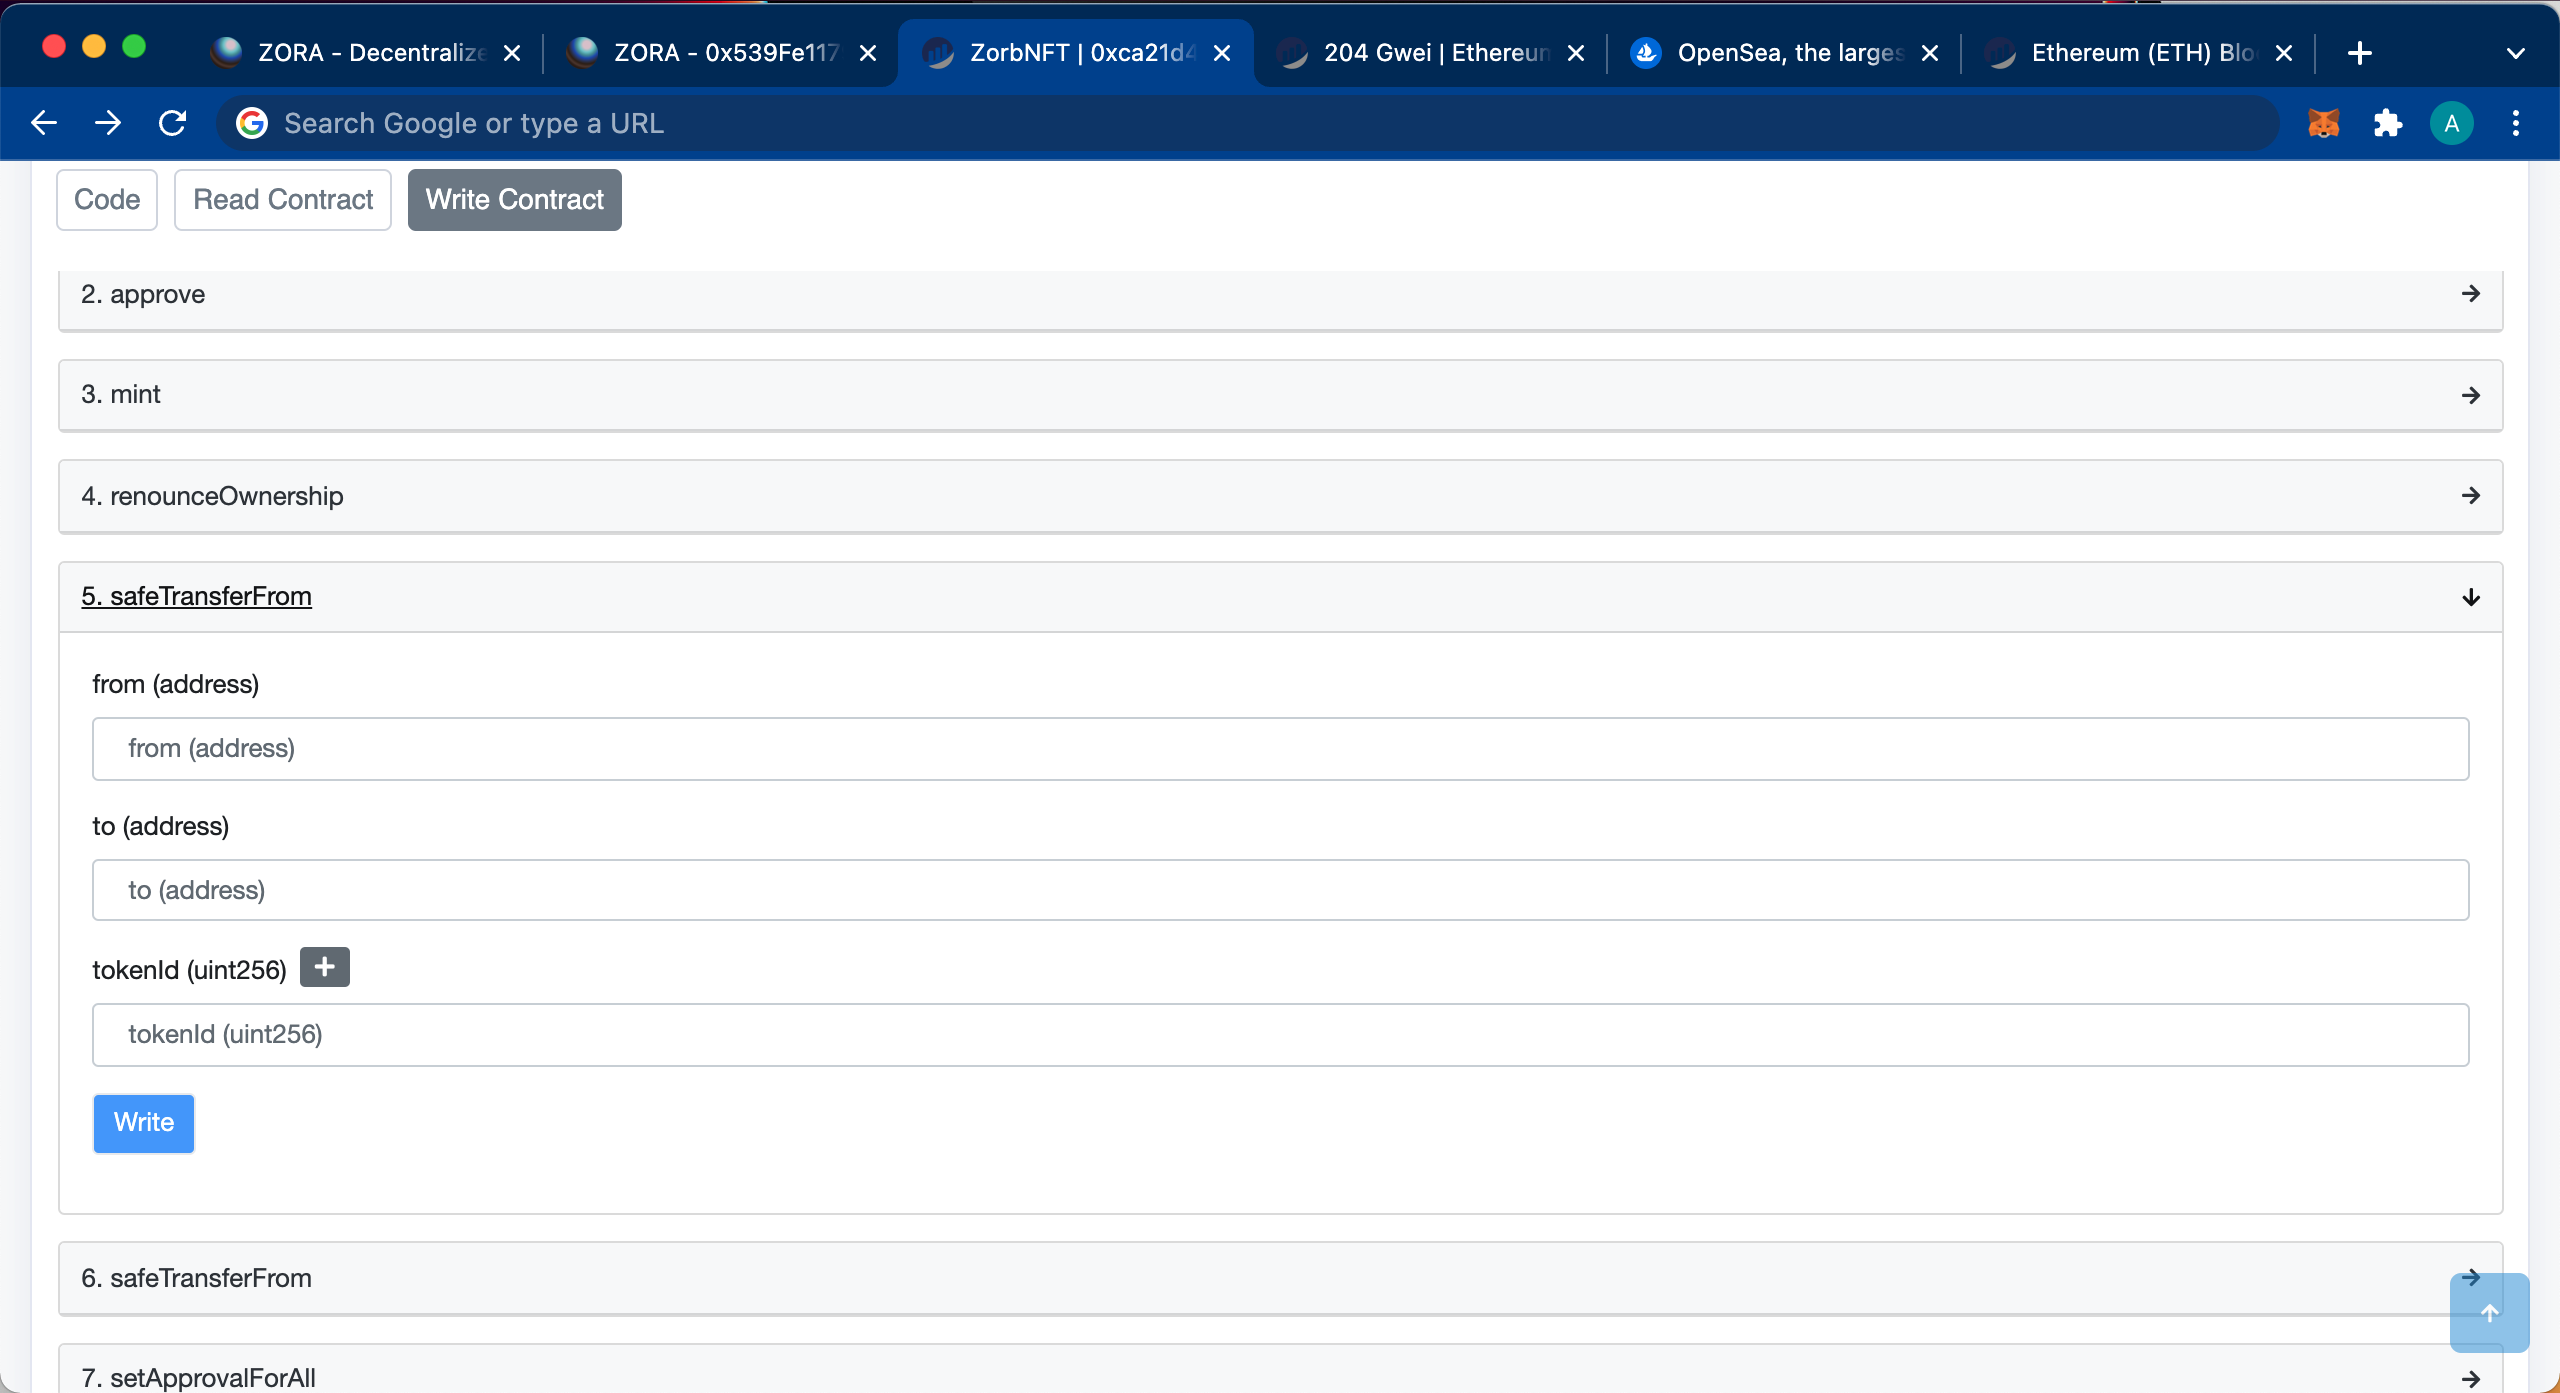 ZORA - Decentralize
ZORA - 0x539Fe117
ZorbNFT | 0xca21d4
204 Gwei | Ethereum
OpenSea, the larges
Ethereum (ETH) Blo
Search Google or type a URL
A
Code
Read Contract
Write Contract
2. approve
3. mint
4. renounceOwnership
5. safeTransferFrom
from (address)
from (address)
to (address)
to (address)
tokenId (uint256)
tokenId (uint256)
Write
6. safeTransferFrom
7. setApprovalForAll